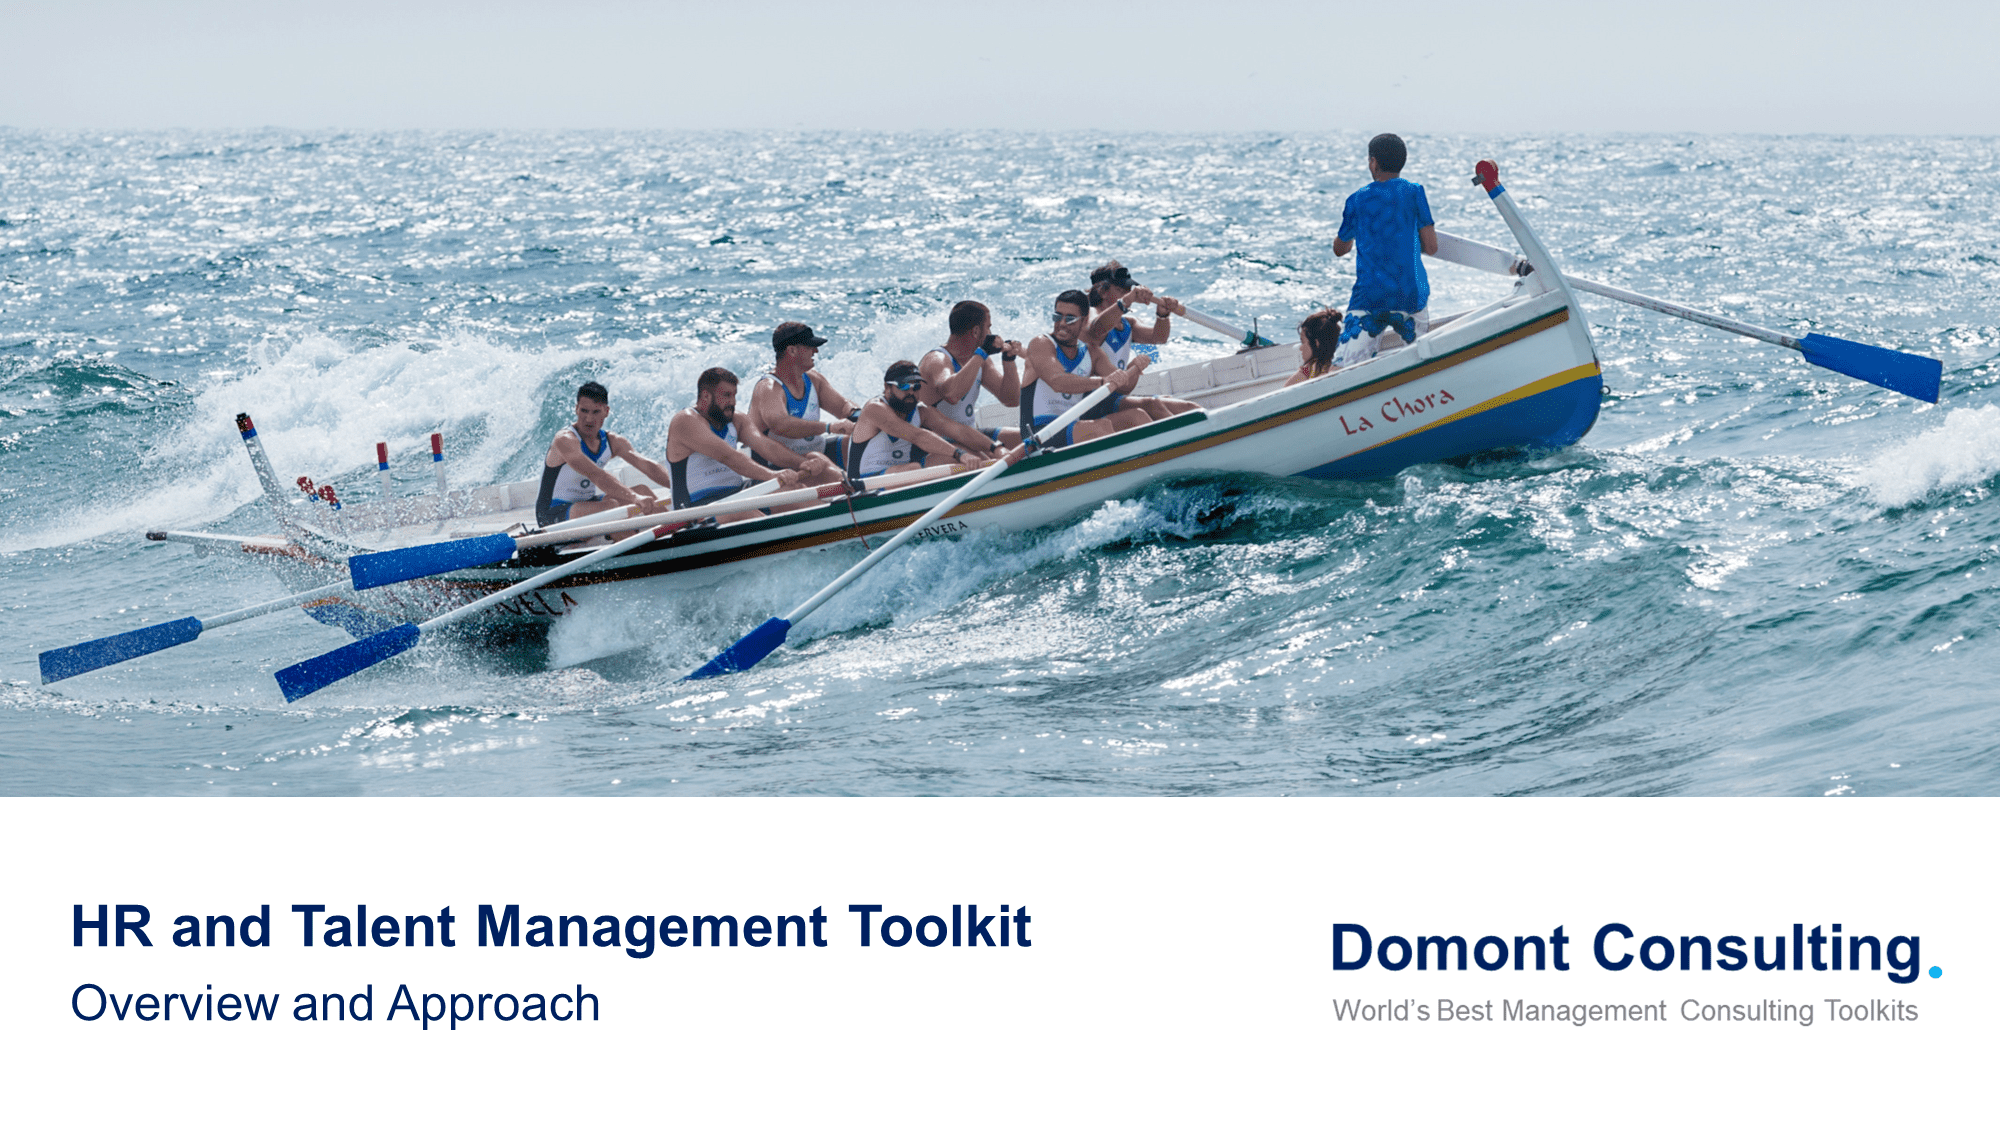 La Chora
HR and Talent Management Toolkit
Overview and Approach
Domont Consulting.
World's Best Management Consulting Toolkits